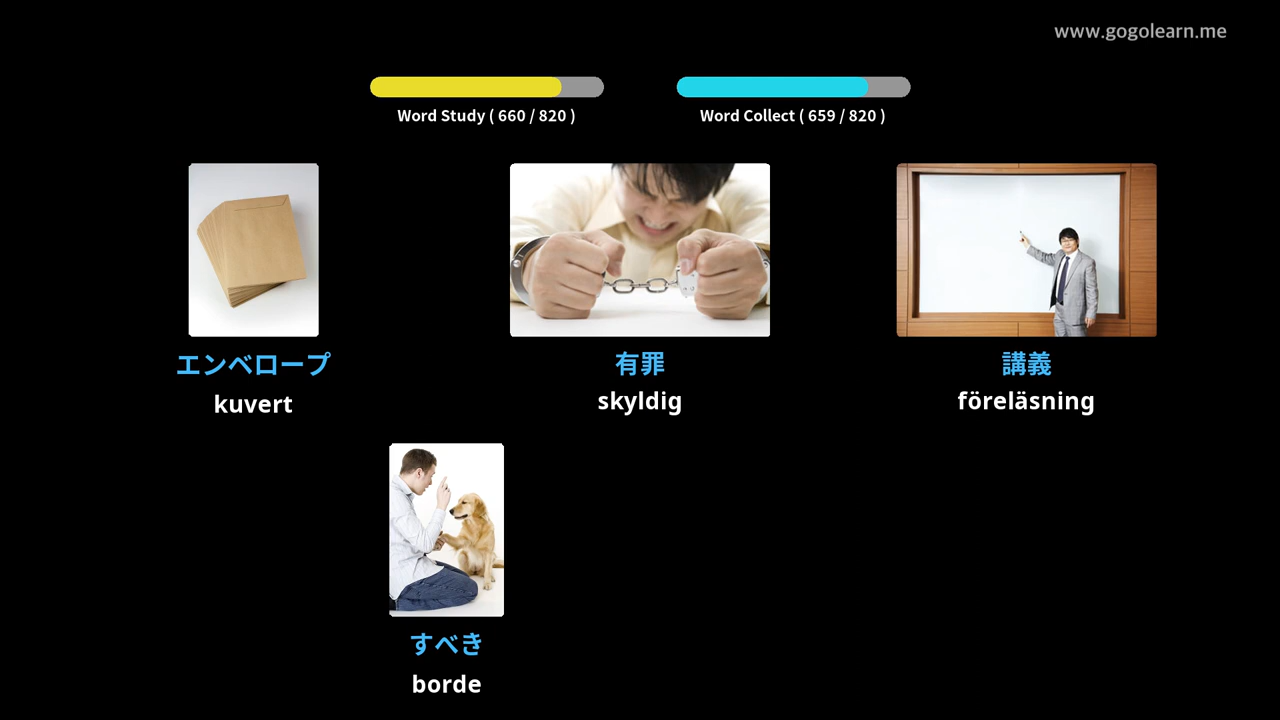 www.gogolearn.me
Word Study ( 660 / 820 )
Word Collect ( 659 / 820 )
エンベロープ
kuvert
有罪
skyldig
講義
föreläsning
すべき
borde